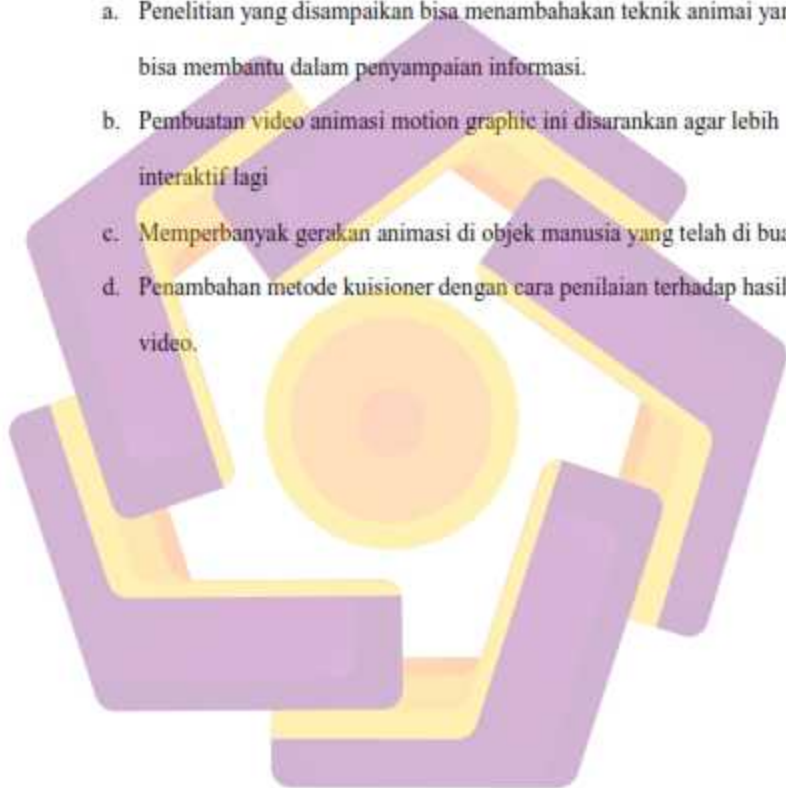 a. Penelitian yang disampaikan bisa menambahakan teknik animai yan
bisa membantu dalam penyampaian informasi.
b. Pembuatan video animasi motion graphic ini disarankan agar lebih
interaktif lagi
c. Memperbanyak gerakan animasi di objek manusia yang telah di bua
d. Penambahan metode kuisioner dengan cara penilaian terhadap hasil
video.